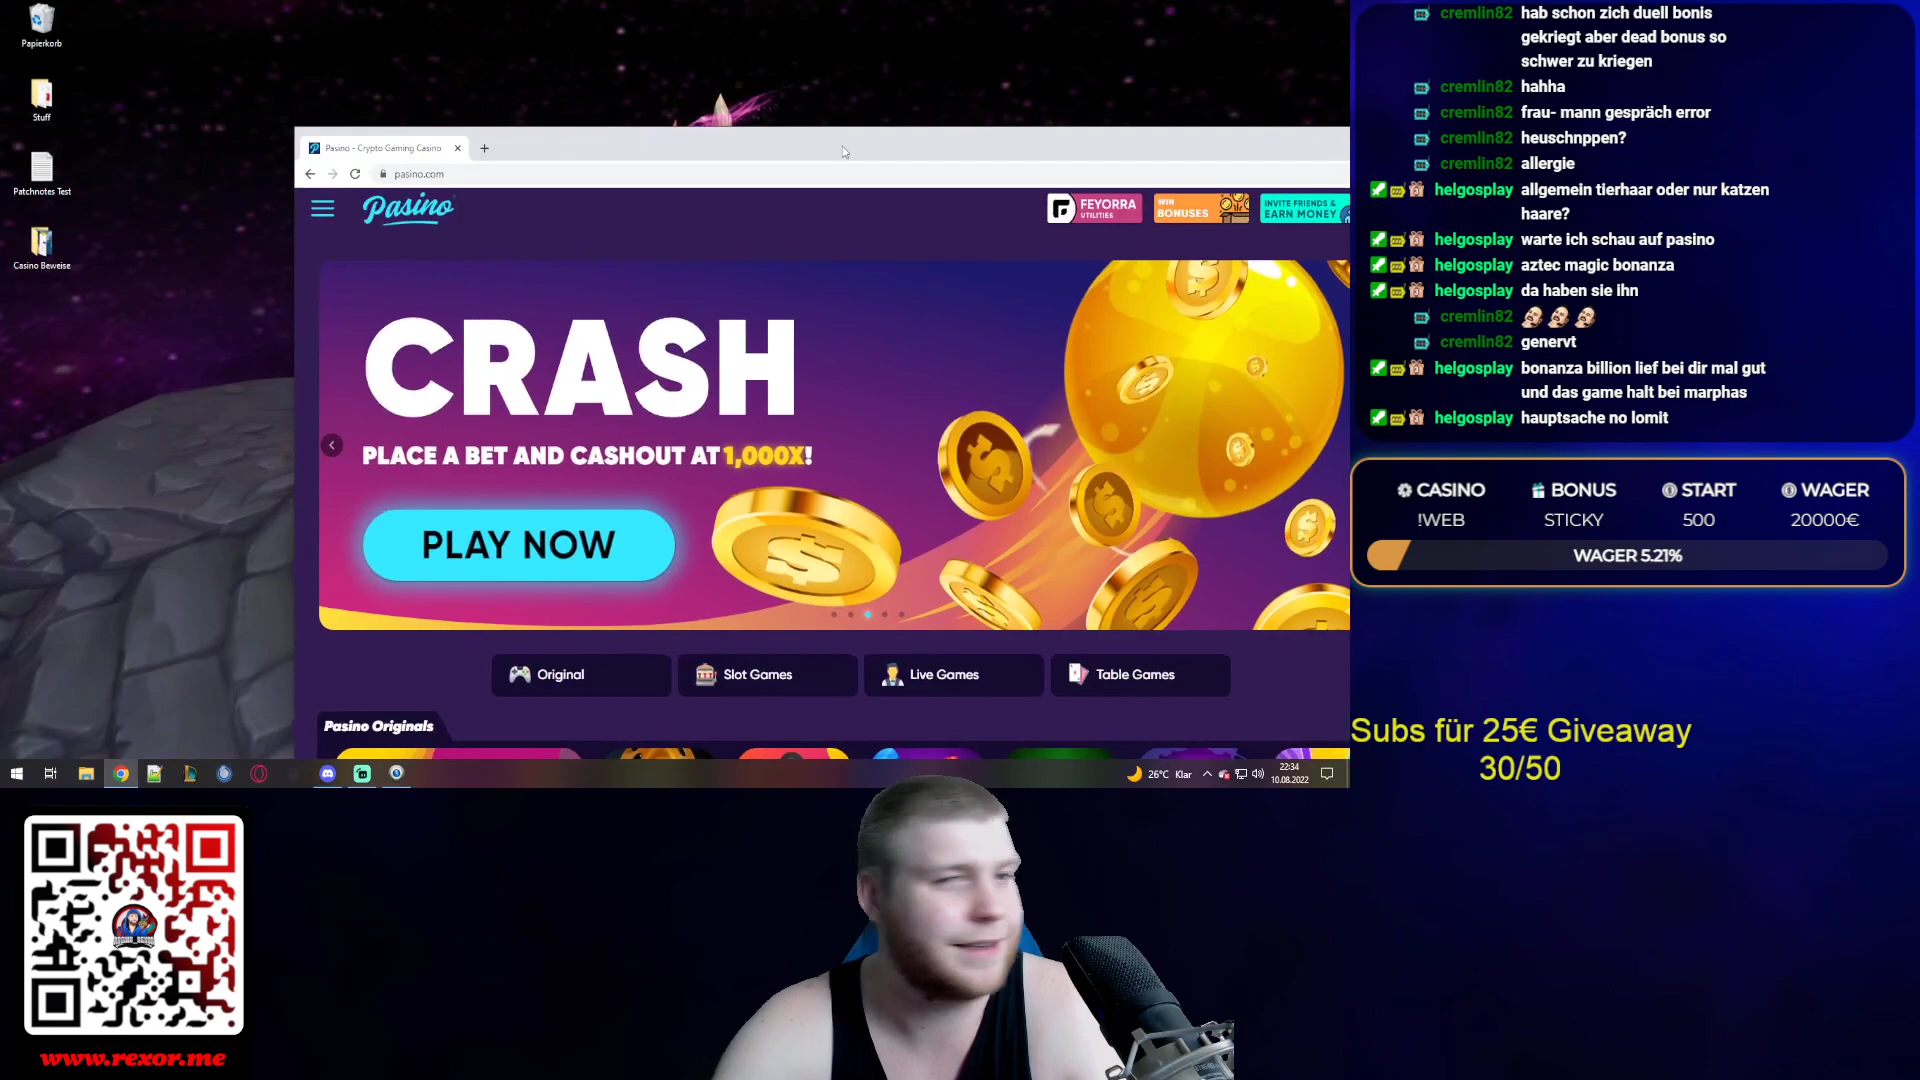 Papierkorb
Stuff
Patchnotes Test
Casino Beweise
Pasino - Crypto Gaming Casino
pasino.com
Pasino
FEYORRA
UTILITIES
WIN
BONUSES
INVITE FRIENDS &
EARN MONEY
CRASH
PLACE A BET AND CASHOUT AT 1,000X!
PLAY NOW
Original
Slot Games
Live Games
Table Games
Pasino Originals
26°C Klar
22:34
10.08.2022
cremlin82 hab schon zich duell bonis
gekriegt aber dead bonus so
schwer zu kriegen
cremlin82 hahha
cremlin82 frau- mann gespräch error
cremlin82 heuschnppen?
cremlin82 allergie
helgosplay allgemein tierhaar oder nur katzen
haare?
helgosplay warte ich schau auf pasino
helgosplay aztec magic bonanza
helgosplay da haben sie ihn
cremlin82
cremlin82 genervt
helgosplay bonanza billion lief bei dir mal gut
und das game halt bei marphas
helgosplay hauptsache no lomit
CASINO BONUS START WAGER
!WEB STICKY 500 20000€
WAGER 5.21%
Subs für 25€ Giveaway
30/50
www.rexor.me